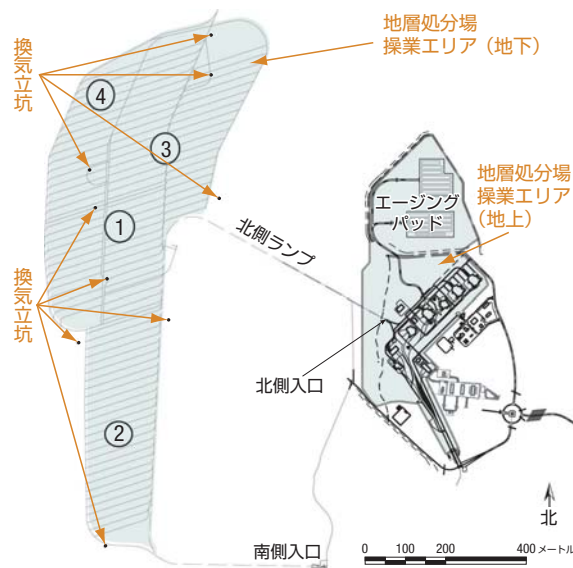 地層処分場
操業エリア（地下）
換気立坑
④
③
①
換気立坑
②
地層処分場
操業エリア
（地上）
エージング
パッド
北側ランプ
北側入口
南側入口
北
0 100 200 400 メートル